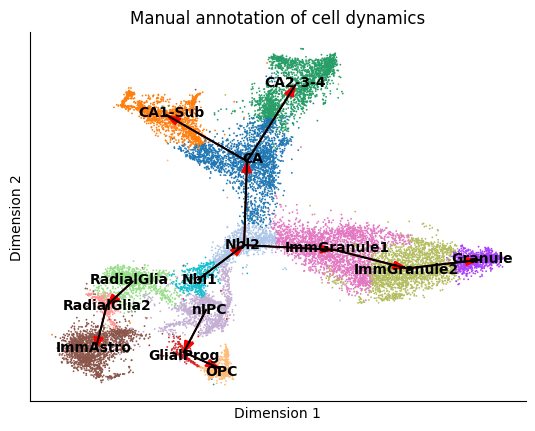 Manual annotation of cell dynamics
CA2-3-4
CA1-Sub
CA
Nbl2
ImmGranule1
Granule
ImmGranule2
RadialGlia
Nbl1
RadialGlia2
nIPC
ImmAstro
GlialProg
OPC
Dimension 2
Dimension 1